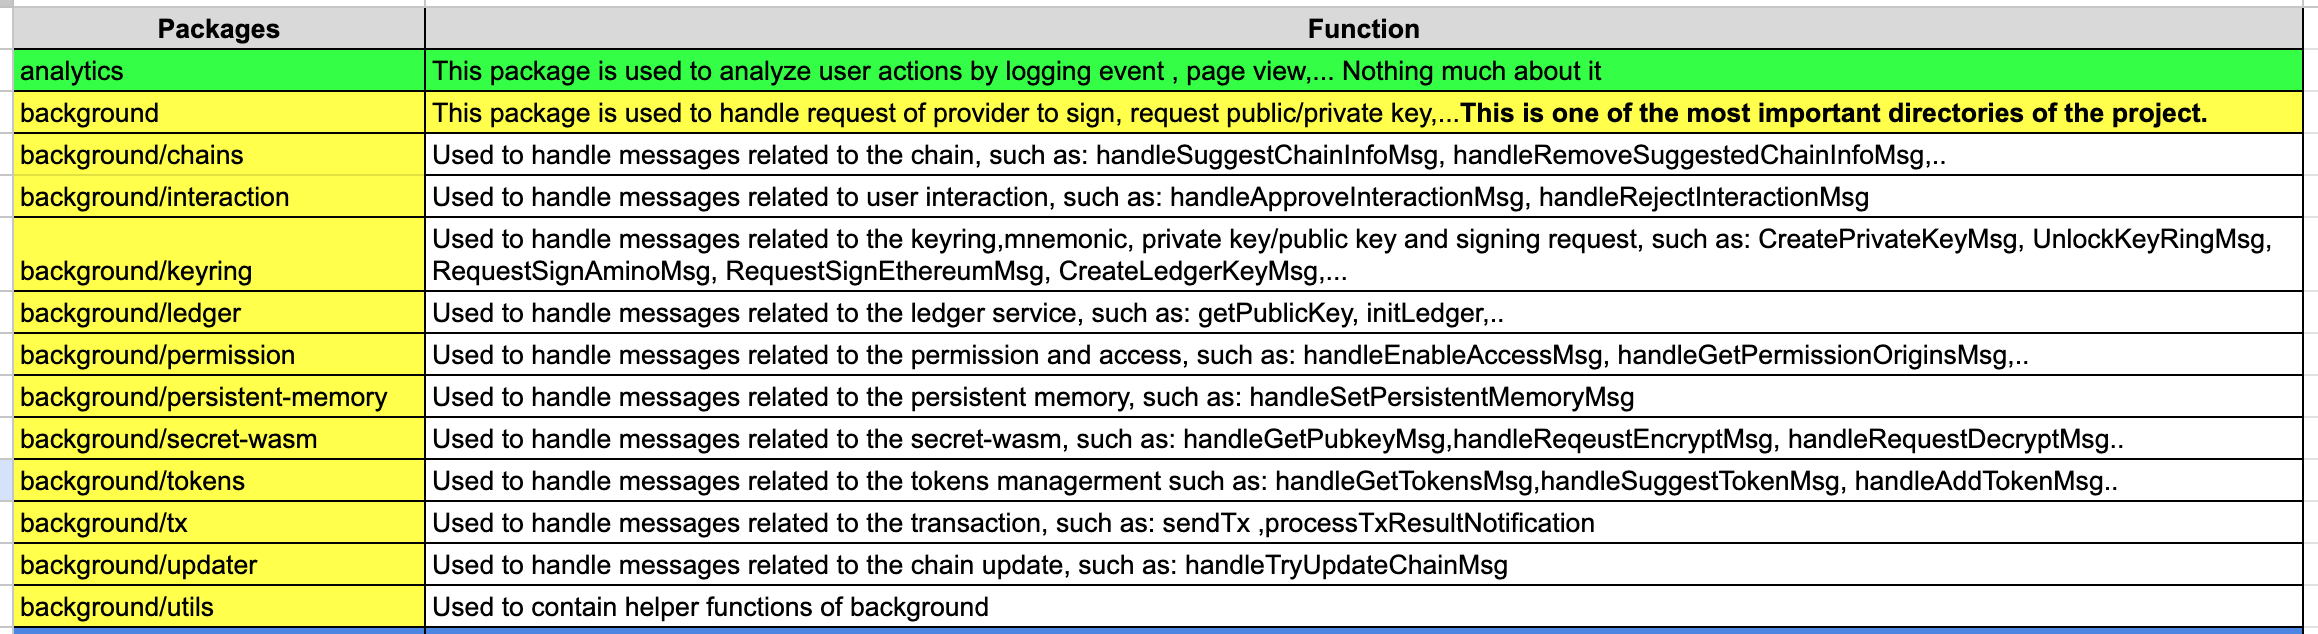 Packages Function
analytics This package is used to analyze user actions by logging event , page view,... Nothing much about it
background This package is used to handle request of provider to sign, request public/private key,...This is one of the most important directories of the project.
background/chains Used to handle messages related to the chain, such as: handleSuggestChainInfoMsg, handleRemoveSuggestedChainInfoMsg,..
background/interaction Used to handle messages related to user interaction, such as: handleApproveInteractionMsg, handleRejectInteractionMsg
background/keyring Used to handle messages related to the keyring,mnemonic, private key/public key and signing request, such as: CreatePrivateKeyMsg, UnlockKeyRingMsg,
RequestSignAminoMsg, RequestSignEthereumMsg, CreateLedgerKeyMsg,...
background/ledger Used to handle messages related to the ledger service, such as: getPublicKey, initLedger,..
background/permission Used to handle messages related to the permission and access, such as: handleEnableAccessMsg, handleGetPermissionOriginsMsg,..
background/persistent-memory Used to handle messages related to the persistent memory, such as: handleSetPersistentMemoryMsg
background/secret-wasm Used to handle messages related to the secret-wasm, such as: handleGetPubkeyMsg,handleReqeustEncryptMsg, handleRequestDecryptMsg..
background/tokens Used to handle messages related to the tokens managerment such as: handleGetTokensMsg,handleSuggestTokenMsg, handleAddTokenMsg..
background/tx Used to handle messages related to the transaction, such as: sendTx ,processTxResultNotification
background/updater Used to handle messages related to the chain update, such as: handleTryUpdateChainMsg
background/utils Used to contain helper functions of background